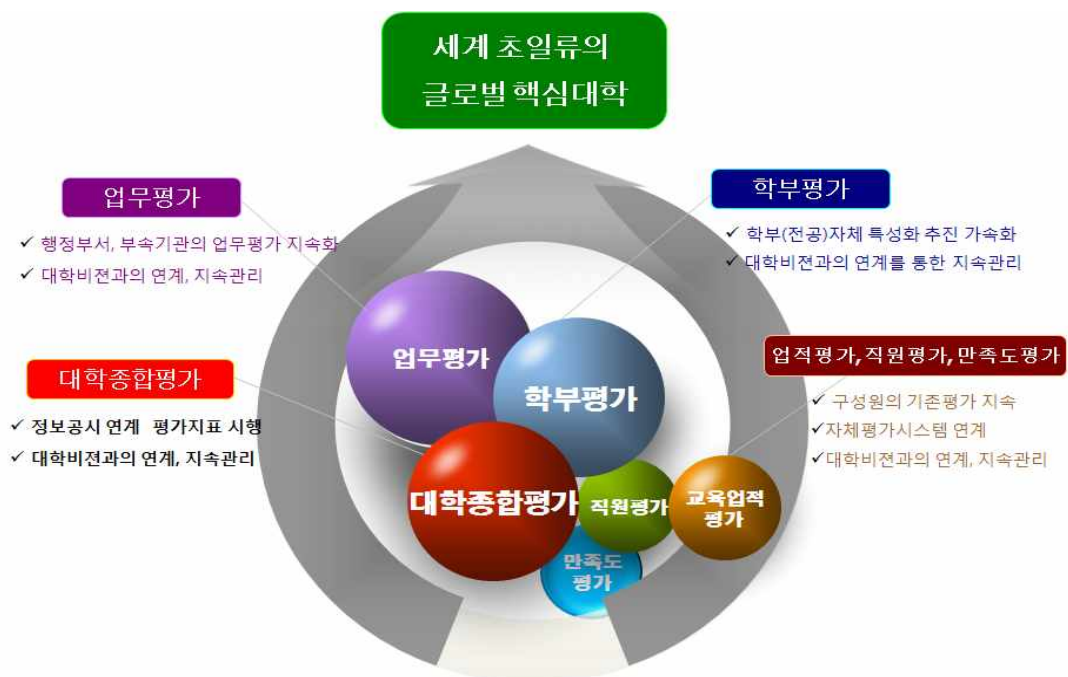 세계 초일류의
글로벌 핵심대학
업무평가
✓ 행정부서, 부속기관의 업무평가 지속화
✓ 대학비젼과의 연계, 지속관리
학부평가
✓ 학부(전공)자체 특성화 추진 가속화
✓ 대학비젼과의 연계를 통한 지속관리
대학종합평가
✓ 정보공시 연계 평가지표 시행
✓ 대학비젼과의 연계, 지속관리
업적평가, 직원평가, 만족도평가
✓ 구성원의 기존평가 지속
✓자체평가시스템 연계
✓대학비젼과의 연계, 지속관리
업무평가
학부평가
대학종합평가
직원평가
교육업적
평가
만족도
평가